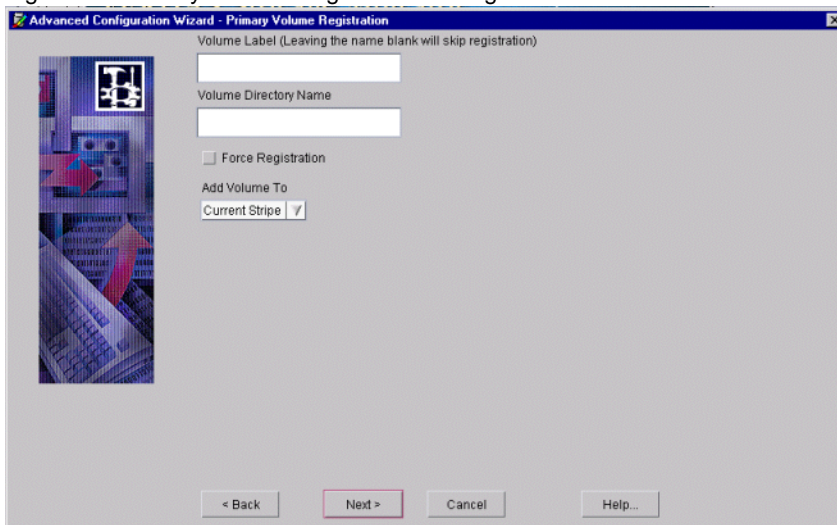 Advanced Configuration Wizard - Primary Volume Registration
Volume Label (Leaving the name blank will skip registration)
Volume Directory Name
Force Registration
Add Volume To
Current Stripe
< Back Next > Cancel Help...